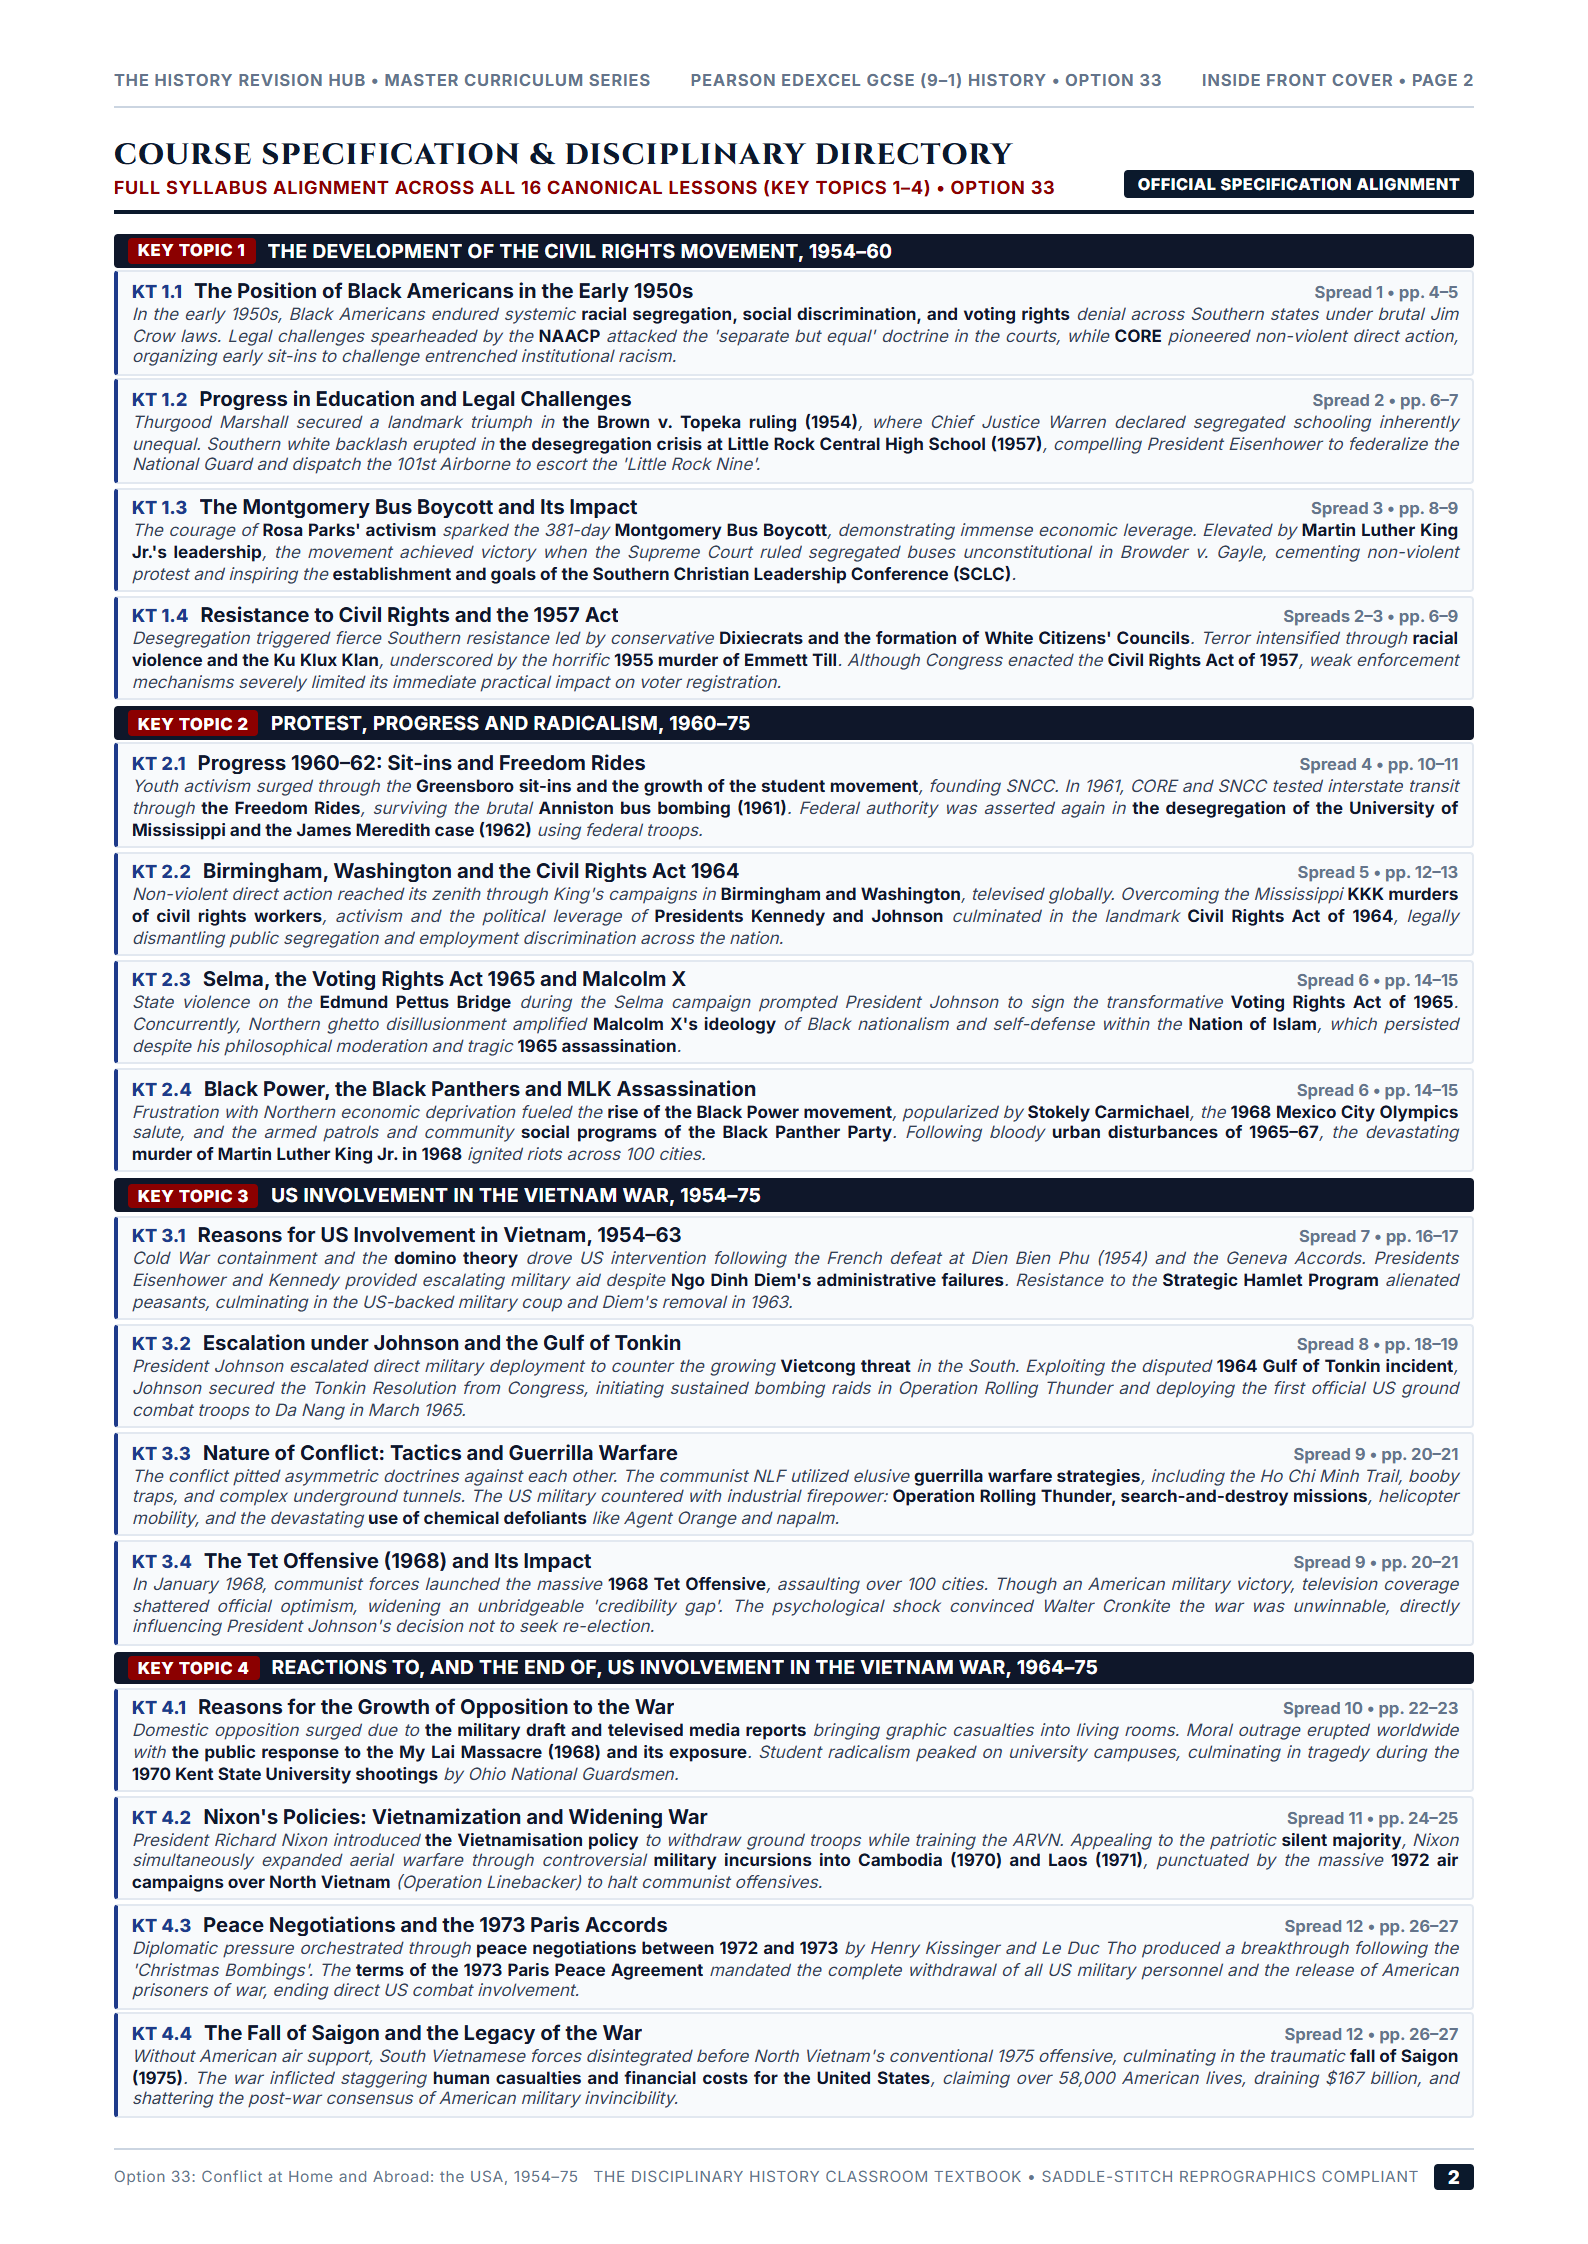 THE HISTORY REVISION HUB • MASTER CURRICULUM SERIES PEARSON EDEXCEL GCSE (9–1) HISTORY • OPTION 33 INSIDE FRONT COVER • PAGE 2
COURSE SPECIFICATION & DISCIPLINARY DIRECTORY
FULL SYLLABUS ALIGNMENT ACROSS ALL 16 CANONICAL LESSONS (KEY TOPICS 1–4) • OPTION 33 OFFICIAL SPECIFICATION ALIGNMENT
KEY TOPIC 1 THE DEVELOPMENT OF THE CIVIL RIGHTS MOVEMENT, 1954–60
KT 1.1 The Position of Black Americans in the Early 1950s Spread 1 • pp. 4–5
In the early 1950s, Black Americans endured systemic racial segregation, social discrimination, and voting rights denial across Southern states under brutal Jim
Crow laws. Legal challenges spearheaded by the NAACP attacked the 'separate but equal' doctrine in the courts, while CORE pioneered non-violent direct action,
organizing early sit-ins to challenge entrenched institutional racism.
KT 1.2 Progress in Education and Legal Challenges Spread 2 • pp. 6–7
Thurgood Marshall secured a landmark triumph in the Brown v. Topeka ruling (1954), where Chief Justice Warren declared segregated schooling inherently
unequal. Southern white backlash erupted in the desegregation crisis at Little Rock Central High School (1957), compelling President Eisenhower to federalize the
National Guard and dispatch the 101st Airborne to escort the 'Little Rock Nine'.
KT 1.3 The Montgomery Bus Boycott and Its Impact Spread 3 • pp. 8–9
The courage of Rosa Parks' activism sparked the 381-day Montgomery Bus Boycott, demonstrating immense economic leverage. Elevated by Martin Luther King
Jr.'s leadership, the movement achieved victory when the Supreme Court ruled segregated buses unconstitutional in Browder v. Gayle, cementing non-violent
protest and inspiring the establishment and goals of the Southern Christian Leadership Conference (SCLC).
KT 1.4 Resistance to Civil Rights and the 1957 Act Spreads 2–3 • pp. 6–9
Desegregation triggered fierce Southern resistance led by conservative Dixiecrats and the formation of White Citizens' Councils. Terror intensified through racial
violence and the Ku Klux Klan, underscored by the horrific 1955 murder of Emmett Till. Although Congress enacted the Civil Rights Act of 1957, weak enforcement
mechanisms severely limited its immediate practical impact on voter registration.
KEY TOPIC 2 PROTEST, PROGRESS AND RADICALISM, 1960–75
KT 2.1 Progress 1960–62: Sit-ins and Freedom Rides Spread 4 • pp. 10–11
Youth activism surged through the Greensboro sit-ins and the growth of the student movement, founding SNCC. In 1961, CORE and SNCC tested interstate transit
through the Freedom Rides, surviving the brutal Anniston bus bombing (1961). Federal authority was asserted again in the desegregation of the University of
Mississippi and the James Meredith case (1962) using federal troops.
KT 2.2 Birmingham, Washington and the Civil Rights Act 1964 Spread 5 • pp. 12–13
Non-violent direct action reached its zenith through King's campaigns in Birmingham and Washington, televised globally. Overcoming the Mississippi KKK murders
of civil rights workers, activism and the political leverage of Presidents Kennedy and Johnson culminated in the landmark Civil Rights Act of 1964, legally
dismantling public segregation and employment discrimination across the nation.
KT 2.3 Selma, the Voting Rights Act 1965 and Malcolm X Spread 6 • pp. 14–15
State violence on the Edmund Pettus Bridge during the Selma campaign prompted President Johnson to sign the transformative Voting Rights Act of 1965.
Concurrently, Northern ghetto disillusionment amplified Malcolm X's ideology of Black nationalism and self-defense within the Nation of Islam, which persisted
despite his philosophical moderation and tragic 1965 assassination.
KT 2.4 Black Power, the Black Panthers and MLK Assassination Spread 6 • pp. 14–15
Frustration with Northern economic deprivation fueled the rise of the Black Power movement, popularized by Stokely Carmichael, the 1968 Mexico City Olympics
salute, and the armed patrols and community social programs of the Black Panther Party. Following bloody urban disturbances of 1965–67, the devastating
murder of Martin Luther King Jr. in 1968 ignited riots across 100 cities.
KEY TOPIC 3 US INVOLVEMENT IN THE VIETNAM WAR, 1954–75
KT 3.1 Reasons for US Involvement in Vietnam, 1954–63 Spread 7 • pp. 16–17
Cold War containment and the domino theory drove US intervention following the French defeat at Dien Bien Phu (1954) and the Geneva Accords. Presidents
Eisenhower and Kennedy provided escalating military aid despite Ngo Dinh Diem's administrative failures. Resistance to the Strategic Hamlet Program alienated
peasants, culminating in the US-backed military coup and Diem's removal in 1963.
KT 3.2 Escalation under Johnson and the Gulf of Tonkin Spread 8 • pp. 18–19
President Johnson escalated direct military deployment to counter the growing Vietcong threat in the South. Exploiting the disputed 1964 Gulf of Tonkin incident,
Johnson secured the Tonkin Resolution from Congress, initiating sustained bombing raids in Operation Rolling Thunder and deploying the first official US ground
combat troops to Da Nang in March 1965.
KT 3.3 Nature of Conflict: Tactics and Guerrilla Warfare Spread 9 • pp. 20–21
The conflict pitted asymmetric doctrines against each other. The communist NLF utilized elusive guerrilla warfare strategies, including the Ho Chi Minh Trail, booby
traps, and complex underground tunnels. The US military countered with industrial firepower: Operation Rolling Thunder, search-and-destroy missions, helicopter
mobility, and the devastating use of chemical defoliants like Agent Orange and napalm.
KT 3.4 The Tet Offensive (1968) and Its Impact Spread 9 • pp. 20–21
In January 1968, communist forces launched the massive 1968 Tet Offensive, assaulting over 100 cities. Though an American military victory, television coverage
shattered official optimism, widening an unbridgeable 'credibility gap'. The psychological shock convinced Walter Cronkite the war was unwinnable, directly
influencing President Johnson's decision not to seek re-election.
KEY TOPIC 4 REACTIONS TO, AND THE END OF, US INVOLVEMENT IN THE VIETNAM WAR, 1964–75
KT 4.1 Reasons for the Growth of Opposition to the War Spread 10 • pp. 22–23
Domestic opposition surged due to the military draft and televised media reports bringing graphic casualties into living rooms. Moral outrage erupted worldwide
with the public response to the My Lai Massacre (1968) and its exposure. Student radicalism peaked on university campuses, culminating in tragedy during the
1970 Kent State University shootings by Ohio National Guardsmen.
KT 4.2 Nixon's Policies: Vietnamization and Widening War Spread 11 • pp. 24–25
President Richard Nixon introduced the Vietnamisation policy to withdraw ground troops while training the ARVN. Appealing to the patriotic silent majority, Nixon
simultaneously expanded aerial warfare through controversial military incursions into Cambodia (1970) and Laos (1971), punctuated by the massive 1972 air
campaigns over North Vietnam (Operation Linebacker) to halt communist offensives.
KT 4.3 Peace Negotiations and the 1973 Paris Accords Spread 12 • pp. 26–27
Diplomatic pressure orchestrated through peace negotiations between 1972 and 1973 by Henry Kissinger and Le Duc Tho produced a breakthrough following the
'Christmas Bombings'. The terms of the 1973 Paris Peace Agreement mandated the complete withdrawal of all US military personnel and the release of American
prisoners of war, ending direct US combat involvement.
KT 4.4 The Fall of Saigon and the Legacy of the War Spread 12 • pp. 26–27
Without American air support, South Vietnamese forces disintegrated before North Vietnam's conventional 1975 offensive, culminating in the traumatic fall of Saigon
(1975). The war inflicted staggering human casualties and financial costs for the United States, claiming over 58,000 American lives, draining $167 billion, and
shattering the post-war consensus of American military invincibility.
Option 33: Conflict at Home and Abroad: the USA, 1954–75 THE DISCIPLINARY HISTORY CLASSROOM TEXTBOOK • SADDLE-STITCH REPROGRAPHICS COMPLIANT 2